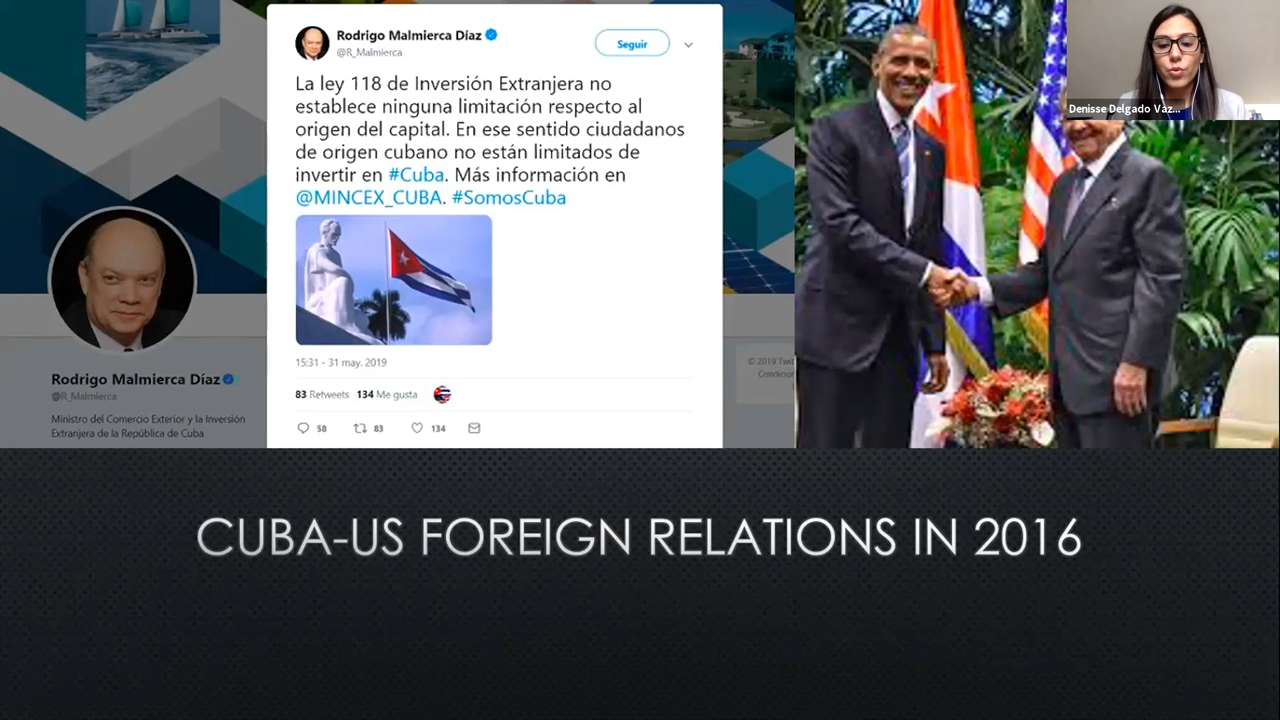 Rodrigo Malmierca Díaz
@R_Malmierca
Seguir
La ley 118 de Inversión Extranjera no
establece ninguna limitación respecto al
origen del capital. En ese sentido ciudadanos
de origen cubano no están limitados de
invertir en #Cuba. Más información en
@MINCEX_CUBA. #SomosCuba
15:31 - 31 may. 2019
83 Retweets 134 Me gusta
58 83 134
Rodrigo Malmierca Díaz
@R_Malmierca
Ministro del Comercio Exterior y la Inversión
Extranjera de la República de Cuba
© 2019 Twit
Condicion
Denisse Delgado Váz...
CUBA-US FOREIGN RELATIONS IN 2016